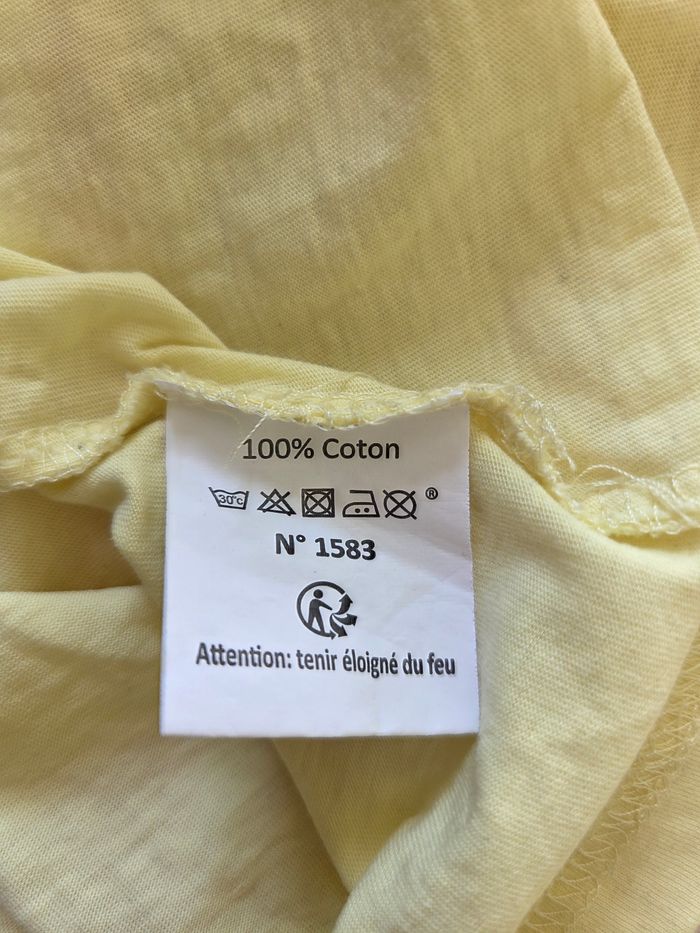 100% Coton
30°c ®
N° 1583
Attention: tenir éloigné du feu